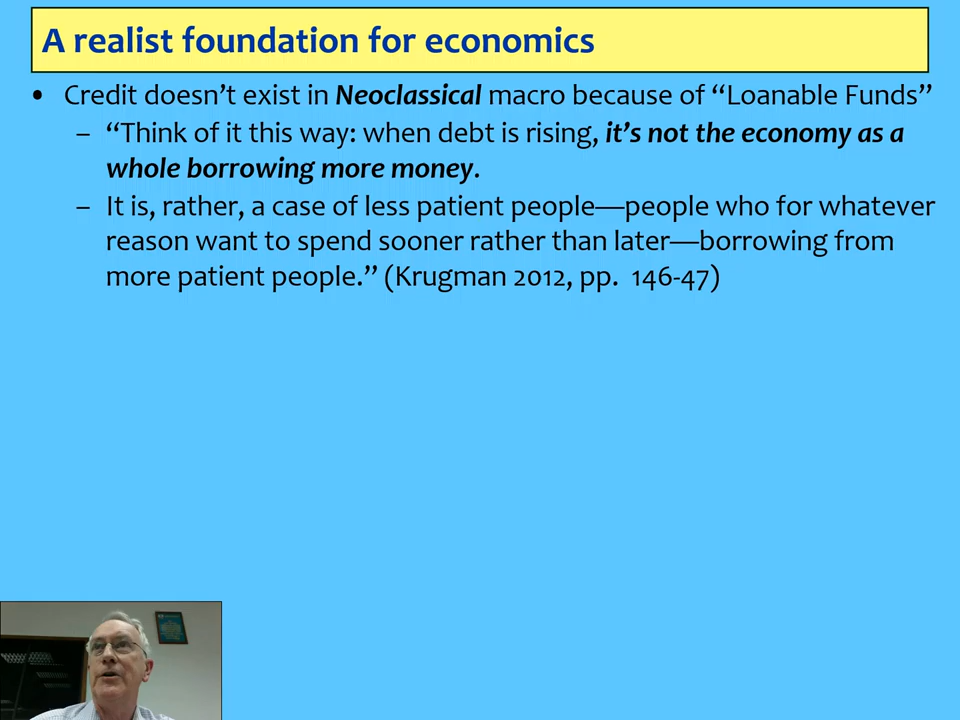 A realist foundation for economics
• Credit doesn’t exist in Neoclassical macro because of “Loanable Funds”
– “Think of it this way: when debt is rising, it’s not the economy as a
whole borrowing more money.
– It is, rather, a case of less patient people—people who for whatever
reason want to spend sooner rather than later—borrowing from
more patient people.” (Krugman 2012, pp. 146-47)